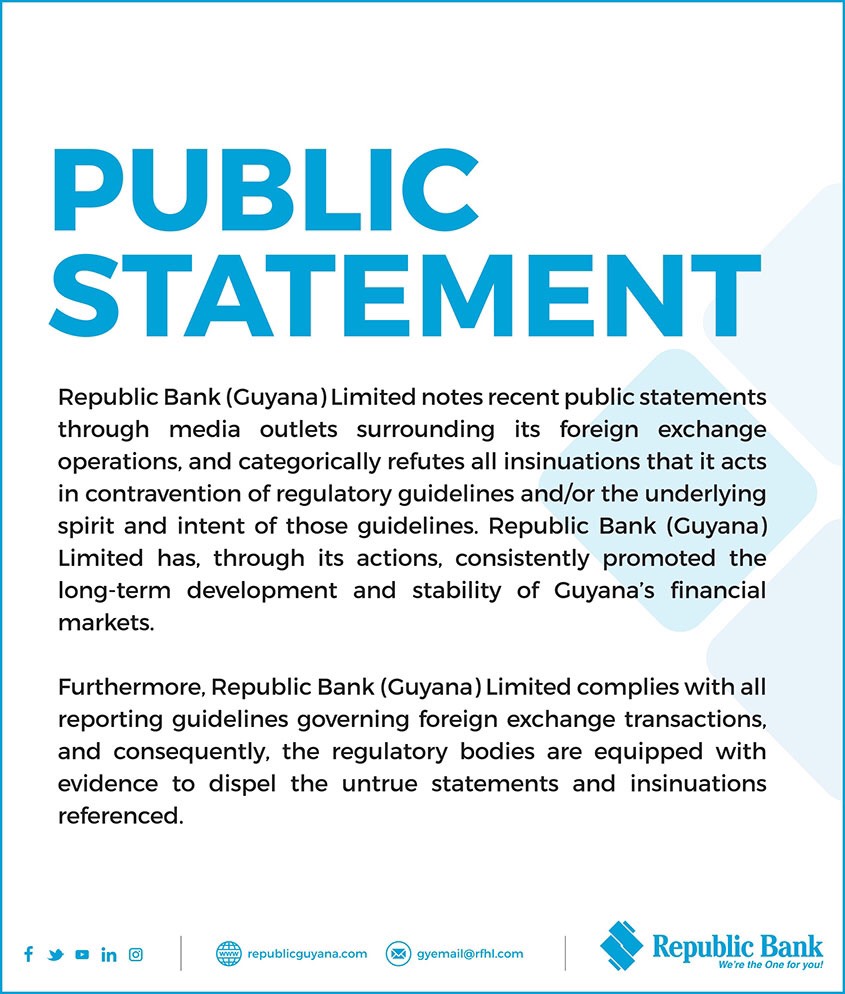 PUBLIC
STATEMENT
Republic Bank (Guyana) Limited notes recent public statements
through media outlets surrounding its foreign exchange
operations, and categorically refutes all insinuations that it acts
in contravention of regulatory guidelines and/or the underlying
spirit and intent of those guidelines. Republic Bank (Guyana)
Limited has, through its actions, consistently promoted the
long-term development and stability of Guyana's financial
markets.
Furthermore, Republic Bank (Guyana) Limited complies with all
reporting guidelines governing foreign exchange transactions,
and consequently, the regulatory bodies are equipped with
evidence to dispel the untrue statements and insinuations
referenced.
www republicguyana.com gyemail@rfhl.com
Republic Bank
We're the One for you!